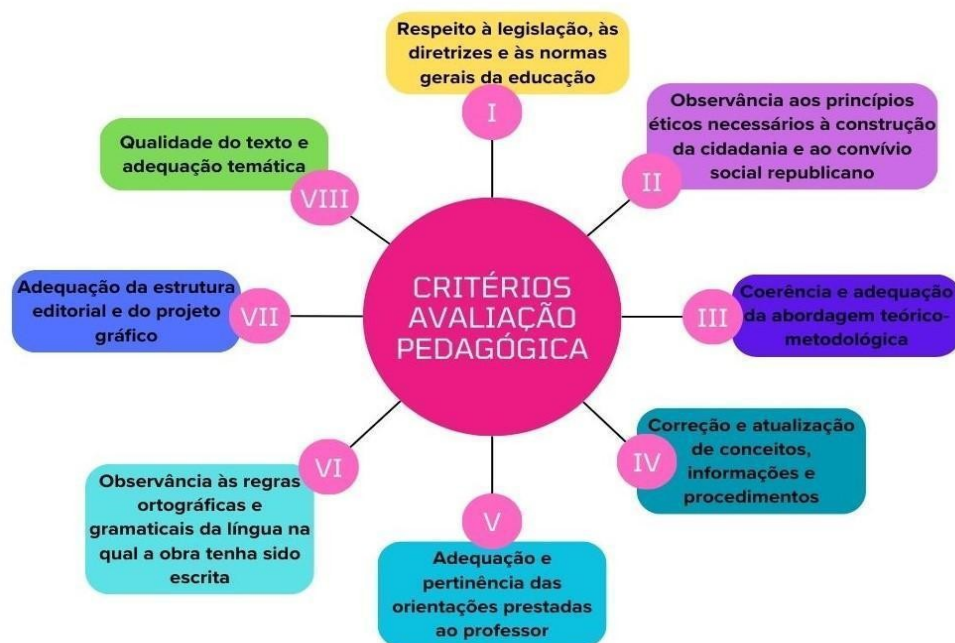 CRITÉRIOS
AVALIAÇÃO
PEDAGÓGICA
I
Respeito à legislação, às
diretrizes e às normas
gerais da educação
II
Observância aos princípios
éticos necessários à construção
da cidadania e ao convívio
social republicano
III
Coerência e adequação
da abordagem teórico-
metodológica
IV
Correção e atualização
de conceitos,
informações e
procedimentos
V
Adequação e
pertinência das
orientações prestadas
ao professor
VI
Observância às regras
ortográficas e
gramaticais da língua na
qual a obra tenha sido
escrita
VII
Adequação da estrutura
editorial e do projeto
gráfico
VIII
Qualidade do texto e
adequação temática